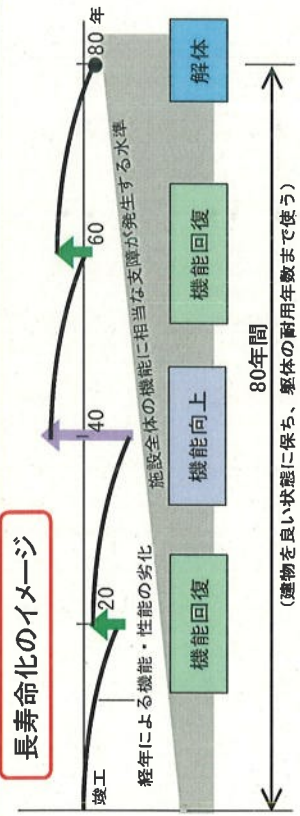 長寿命化のイメージ
竣工
20
40
60
80 年
経年による機能・性能の劣化
施設全体の機能に相当な支障が発生する水準
機能回復
機能向上
機能回復
解体
80年間
(建物を良い状態に保ち、躯体の耐用年数まで使う)